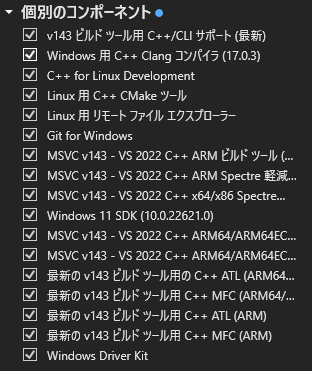 個別のコンポーネント
v143 ビルド ツール用 C++/CLI サポート (最新)
Windows 用 C++ Clang コンパイラ (17.0.3)
C++ for Linux Development
Linux 用 C++ CMake ツール
Linux 用 リモート ファイル エクスプローラー
Git for Windows
MSVC v143 - VS 2022 C++ ARM ビルド ツール (...
MSVC v143 - VS 2022 C++ ARM Spectre 軽減...
MSVC v143 - VS 2022 C++ x64/x86 Spectre...
Windows 11 SDK (10.0.22621.0)
MSVC v143 - VS 2022 C++ ARM64/ARM64EC...
MSVC v143 - VS 2022 C++ ARM64/ARM64EC...
最新の v143 ビルド ツール用の C++ ATL (ARM64...
最新の v143 ビルド ツール用 C++ MFC (ARM64/...
最新の v143 ビルド ツール用 C++ ATL (ARM)
最新の v143 ビルド ツール用 C++ MFC (ARM)
Windows Driver Kit